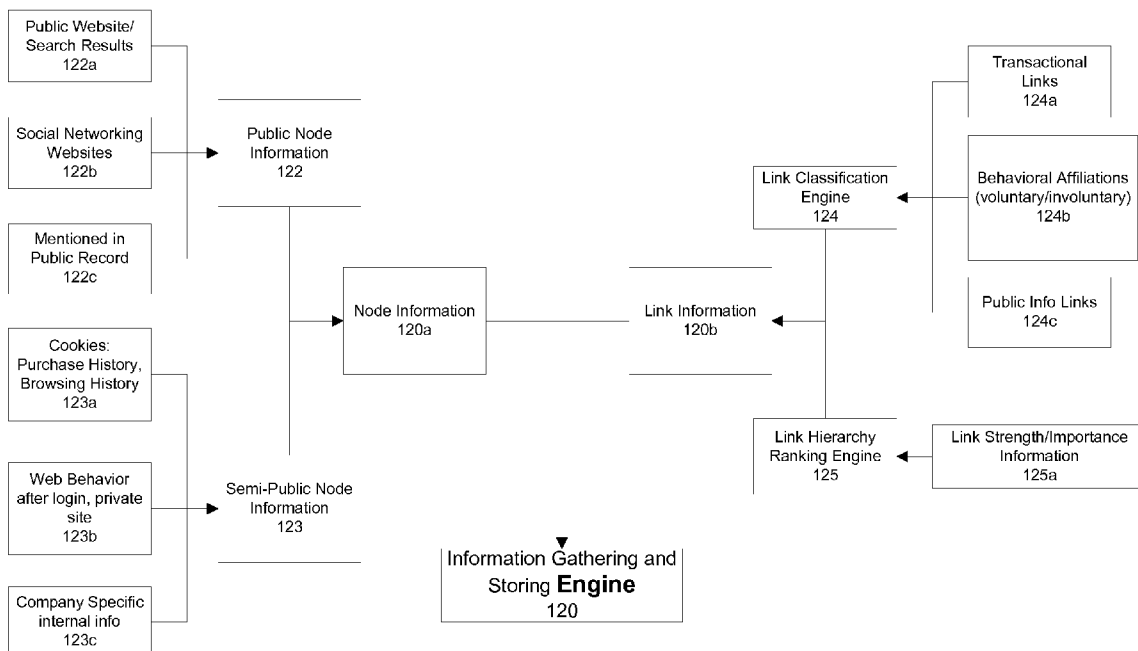 Public Website/
Search Results
122a
Social Networking
Websites
122b
Mentioned in
Public Record
122c
Cookies:
Purchase History,
Browsing History
123a
Web Behavior
after login, private
site
123b
Company Specific
internal info
123c
Public Node
Information
122
Semi-Public Node
Information
123
Node Information
120a
Link Information
120b
Information Gathering and
Storing Engine
120
Link Classification
Engine
124
Link Hierarchy
Ranking Engine
125
Transactional
Links
124a
Behavioral Affiliations
(voluntary/involuntary)
124b
Public Info Links
124c
Link Strength/Importance
Information
125a